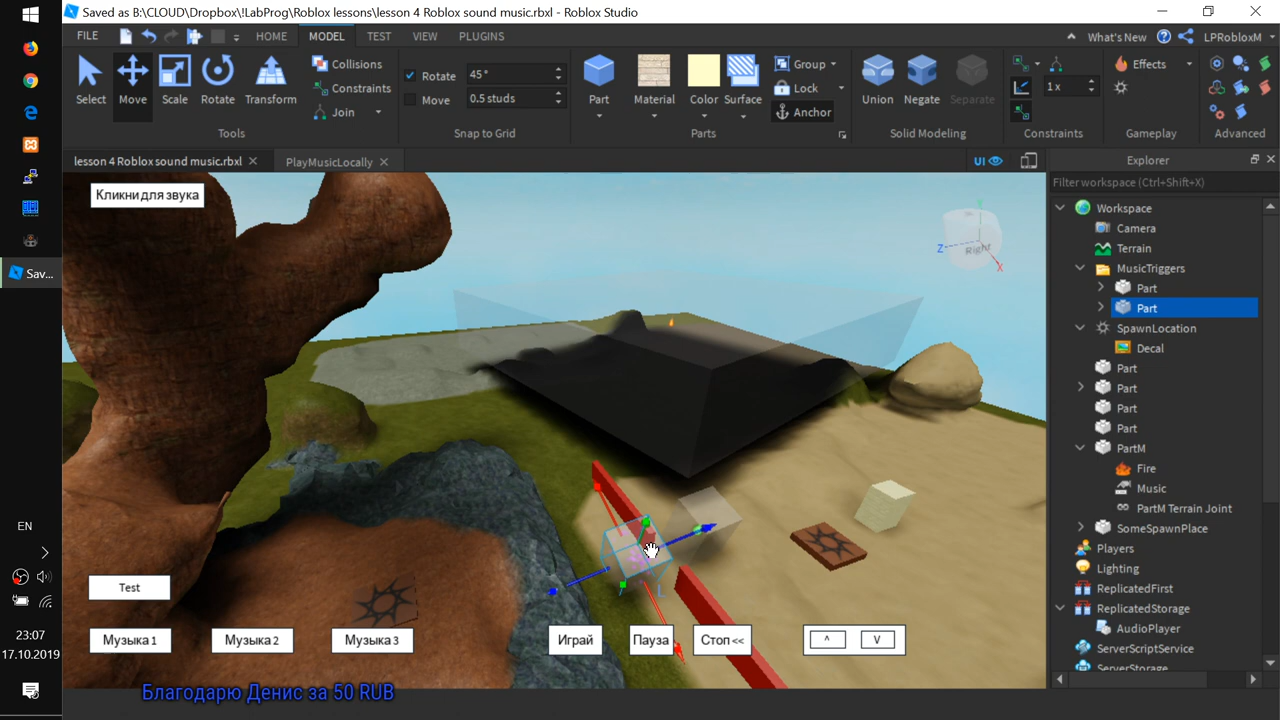 Saved as B:\CLOUD\Dropbox\!LabProg\Roblox lessons\lesson 4 Roblox sound music.rbxl - Roblox Studio
FILE HOME MODEL TEST VIEW PLUGINS What's New LPRobloxM
Select Move Scale Rotate Transform
Tools
Collisions
Constraints
Join
Rotate 45°
Move 0.5 studs
Snap to Grid
Part Material Color Surface
Group
Lock
Anchor
Parts
Union Negate Separate
Solid Modeling
1 x
Constraints
Effects
Gameplay
Advanced
lesson 4 Roblox sound music.rbxl PlayMusicLocally UI
Explorer
Filter workspace (Ctrl+Shift+X)
Workspace
Camera
Terrain
MusicTriggers
Part
Part
SpawnLocation
Decal
Part
Part
Part
Part
PartM
Fire
Music
PartM Terrain Joint
SomeSpawnPlace
Players
Lighting
ReplicatedFirst
ReplicatedStorage
AudioPlayer
ServerScriptService
ServerStorage
Кликни для звука
Right
Z
Y
X
L
Test
Музыка 1 Музыка 2 Музыка 3 Играй Пауза Стоп<< ^ V
Благодарю Денис за 50 RUB
Sav...
EN
23:07
17.10.2019